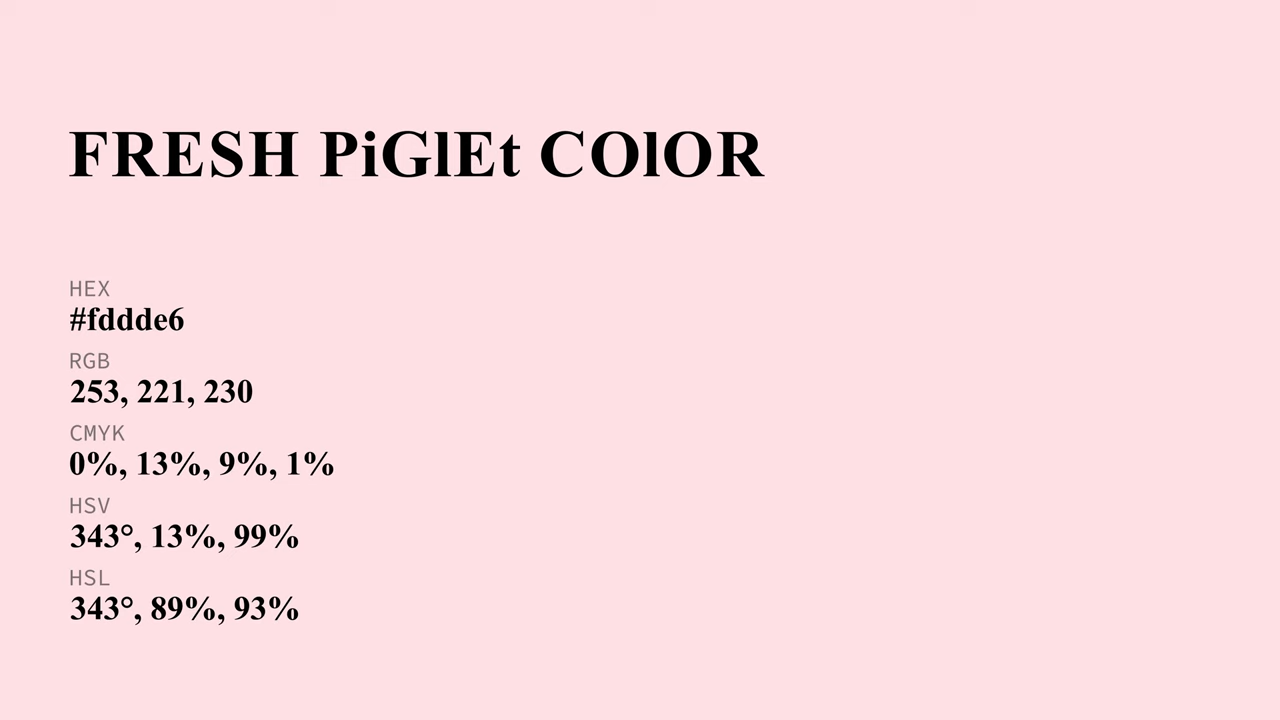 FRESH PiGlEt COlOR
HEX
#fddde6
RGB
253, 221, 230
CMYK
0%, 13%, 9%, 1%
HSV
343°, 13%, 99%
HSL
343°, 89%, 93%